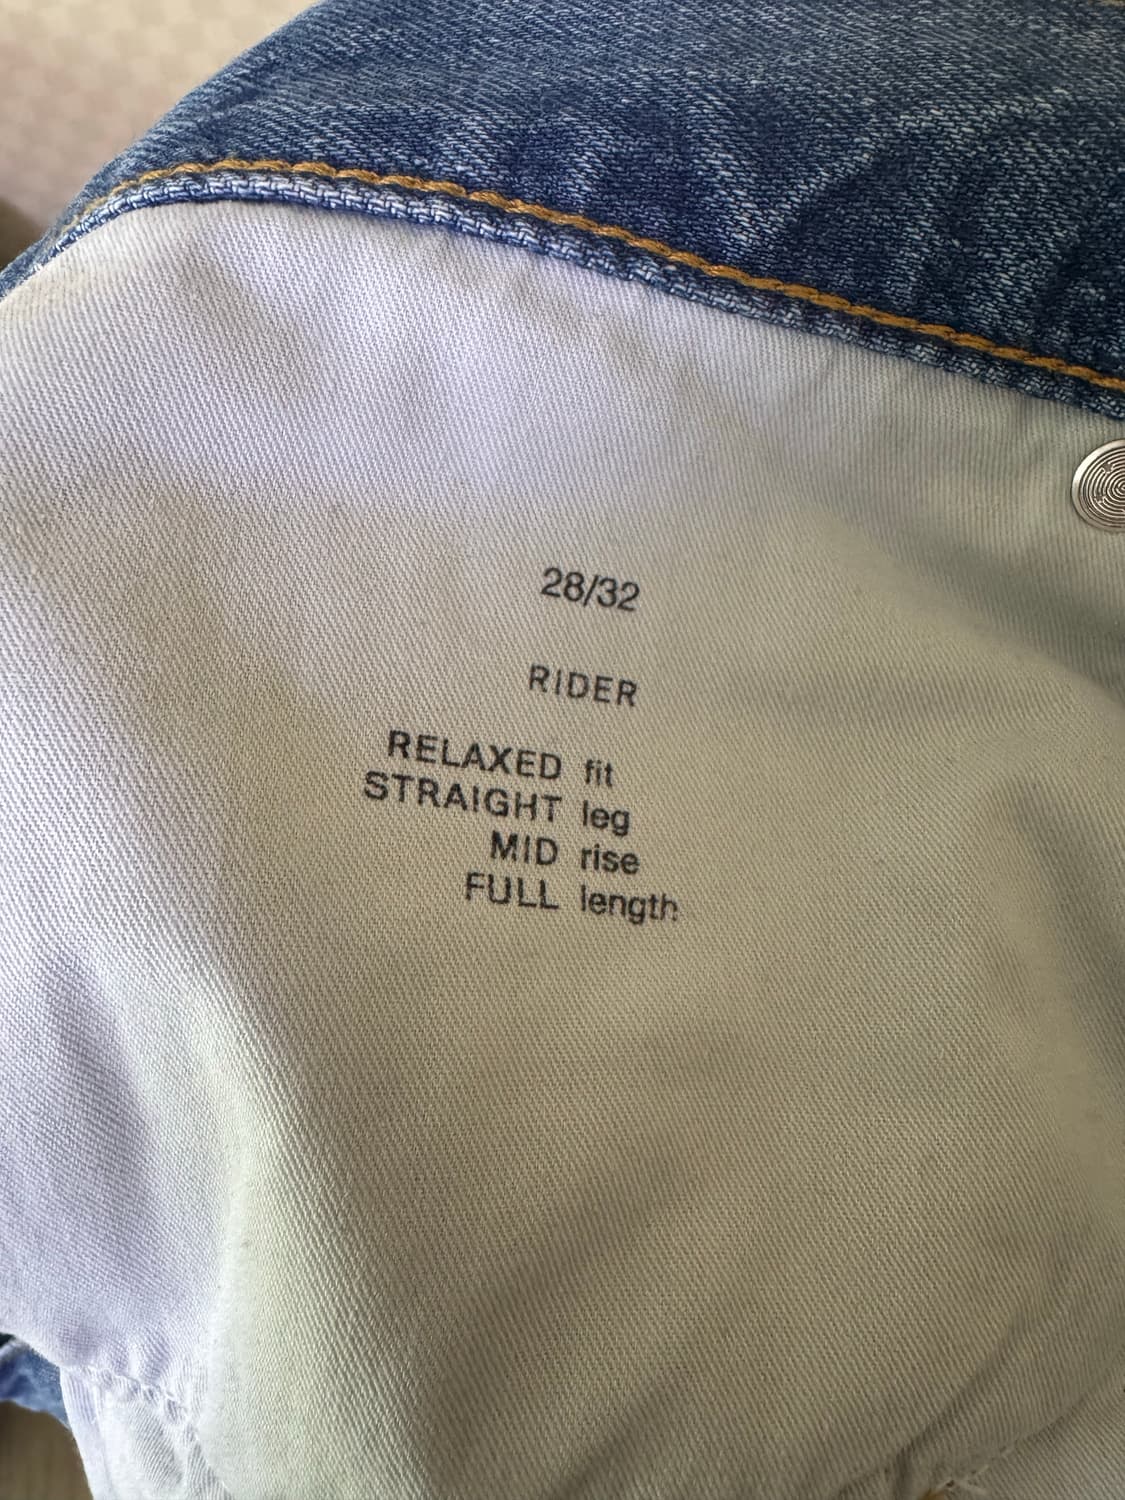 28/32
RIDER
RELAXED fit
STRAIGHT leg
MID rise
FULL length